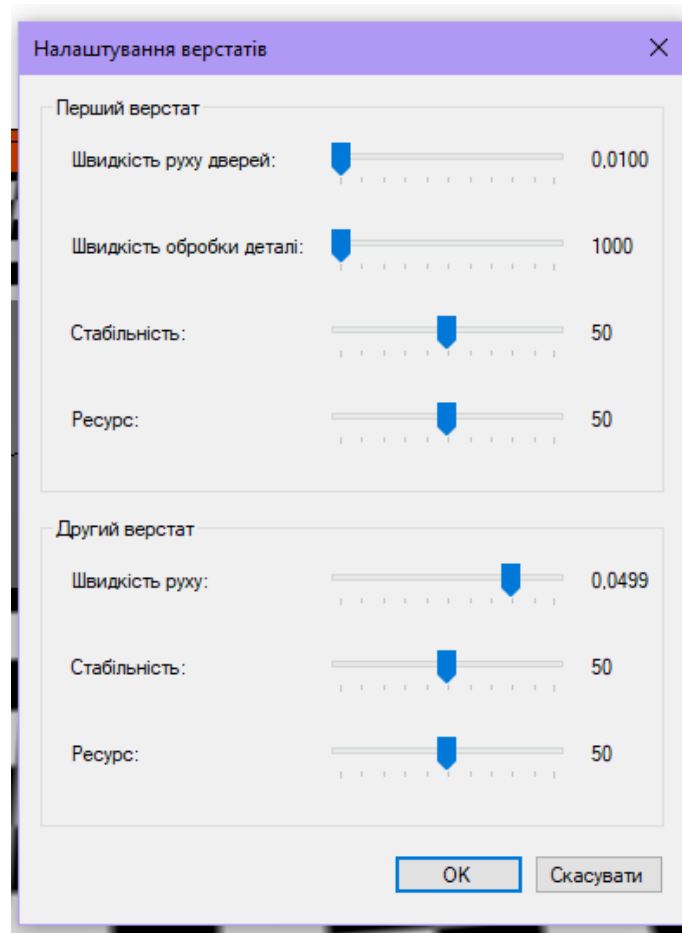 Налаштування верстатів
Перший верстат
Швидкість руху дверей: 0,0100
Швидкість обробки деталі: 1000
Стабільність: 50
Ресурс: 50
Другий верстат
Швидкість руху: 0,0499
Стабільність: 50
Ресурс: 50
OK Скасувати